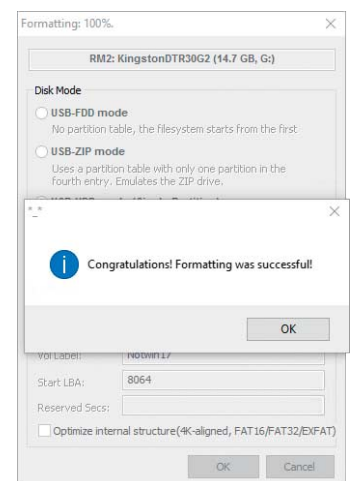 Formatting: 100%.
RM2: KingstonDTR30G2 (14.7 GB, G:)
Disk Mode
USB-FDD mode
No partition table, the filesystem starts from the first
USB-ZIP mode
Uses a partition table with only one partition in the
fourth entry. Emulates the ZIP drive.
*_*
Congratulations! Formatting was successful!
OK
Vol Label:
Start LBA: 8064
Reserved Secs:
Optimize internal structure(4K-aligned, FAT16/FAT32/EXFAT)
OK Cancel